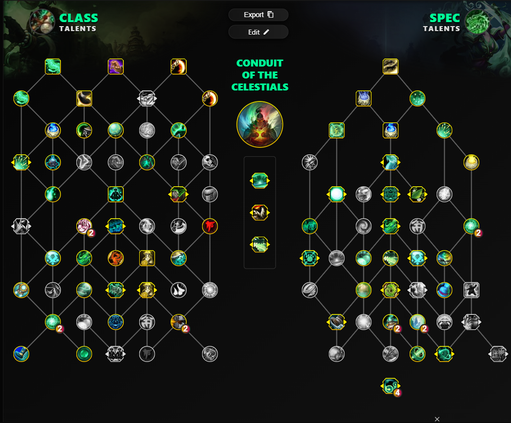 CLASS
TALENTS
Export
Edit
SPEC
TALENTS
CONDUIT
OF THE
CELESTIALS
2
2
2
2
2
2
2
4